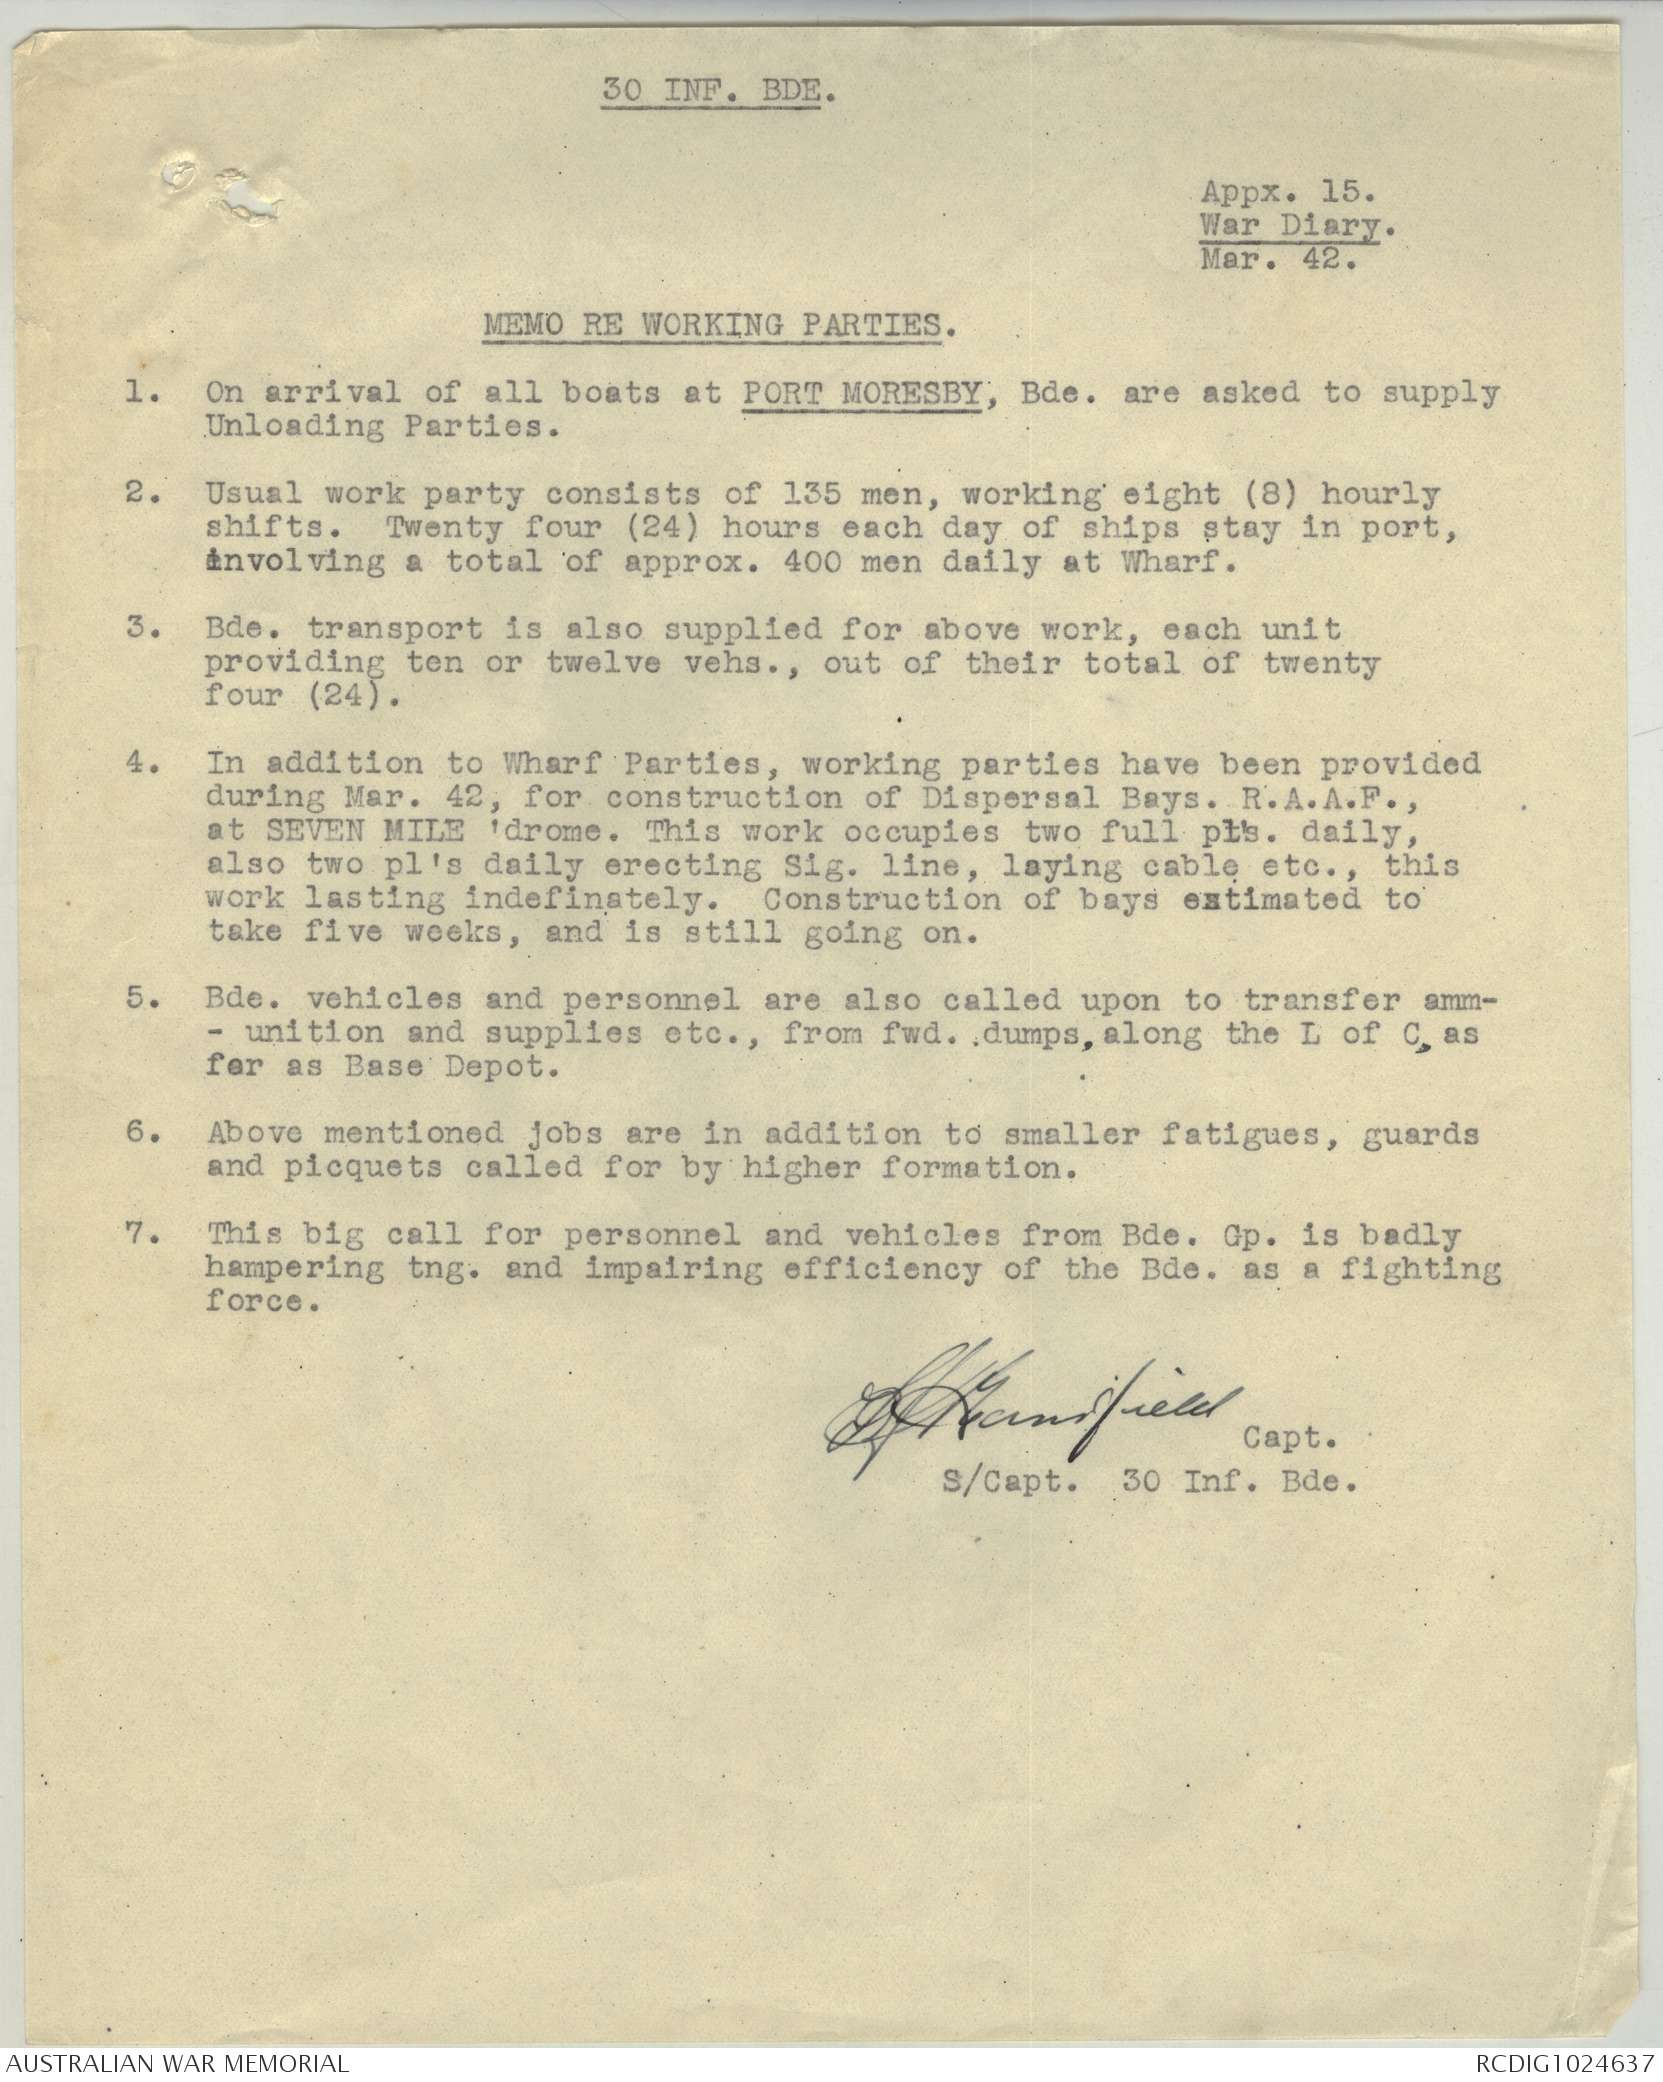 30 INF. BDE.
Appx. 15.
War Diary.
Mar. 42.
MEMO RE WORKING PARTIES.
1. On arrival of all boats at PORT MORESBY, Bde. are asked to supply
Unloading Parties.
2. Usual work party consists of 135 men, working eight (8) hourly
shifts. Twenty four (24) hours each day of ships stay in port,
involving a total of approx. 400 men daily at Wharf.
3. Bde. transport is also supplied for above work, each unit
providing ten or twelve vehs., out of their total of twenty
four (24).
4. In addition to Wharf Parties, working parties have been provided
during Mar. 42, for construction of Dispersal Bays. R.A.A.F.,
at SEVEN MILE 'drome. This work occupies two full pl's. daily,
also two pl's daily erecting Sig. line, laying cable etc., this
work lasting indefinately. Construction of bays estimated to
take five weeks, and is still going on.
5. Bde. vehicles and personnel are also called upon to transfer amm-
- unition and supplies etc., from fwd. dumps, along the L of C, as
far as Base Depot.
6. Above mentioned jobs are in addition to smaller fatigues, guards
and picquets called for by higher formation.
7. This big call for personnel and vehicles from Bde. Gp. is badly
hampering tng. and impairing efficiency of the Bde. as a fighting
force.
Capt.
S/Capt. 30 Inf. Bde.
AUSTRALIAN WAR MEMORIAL
RCDIG1024637